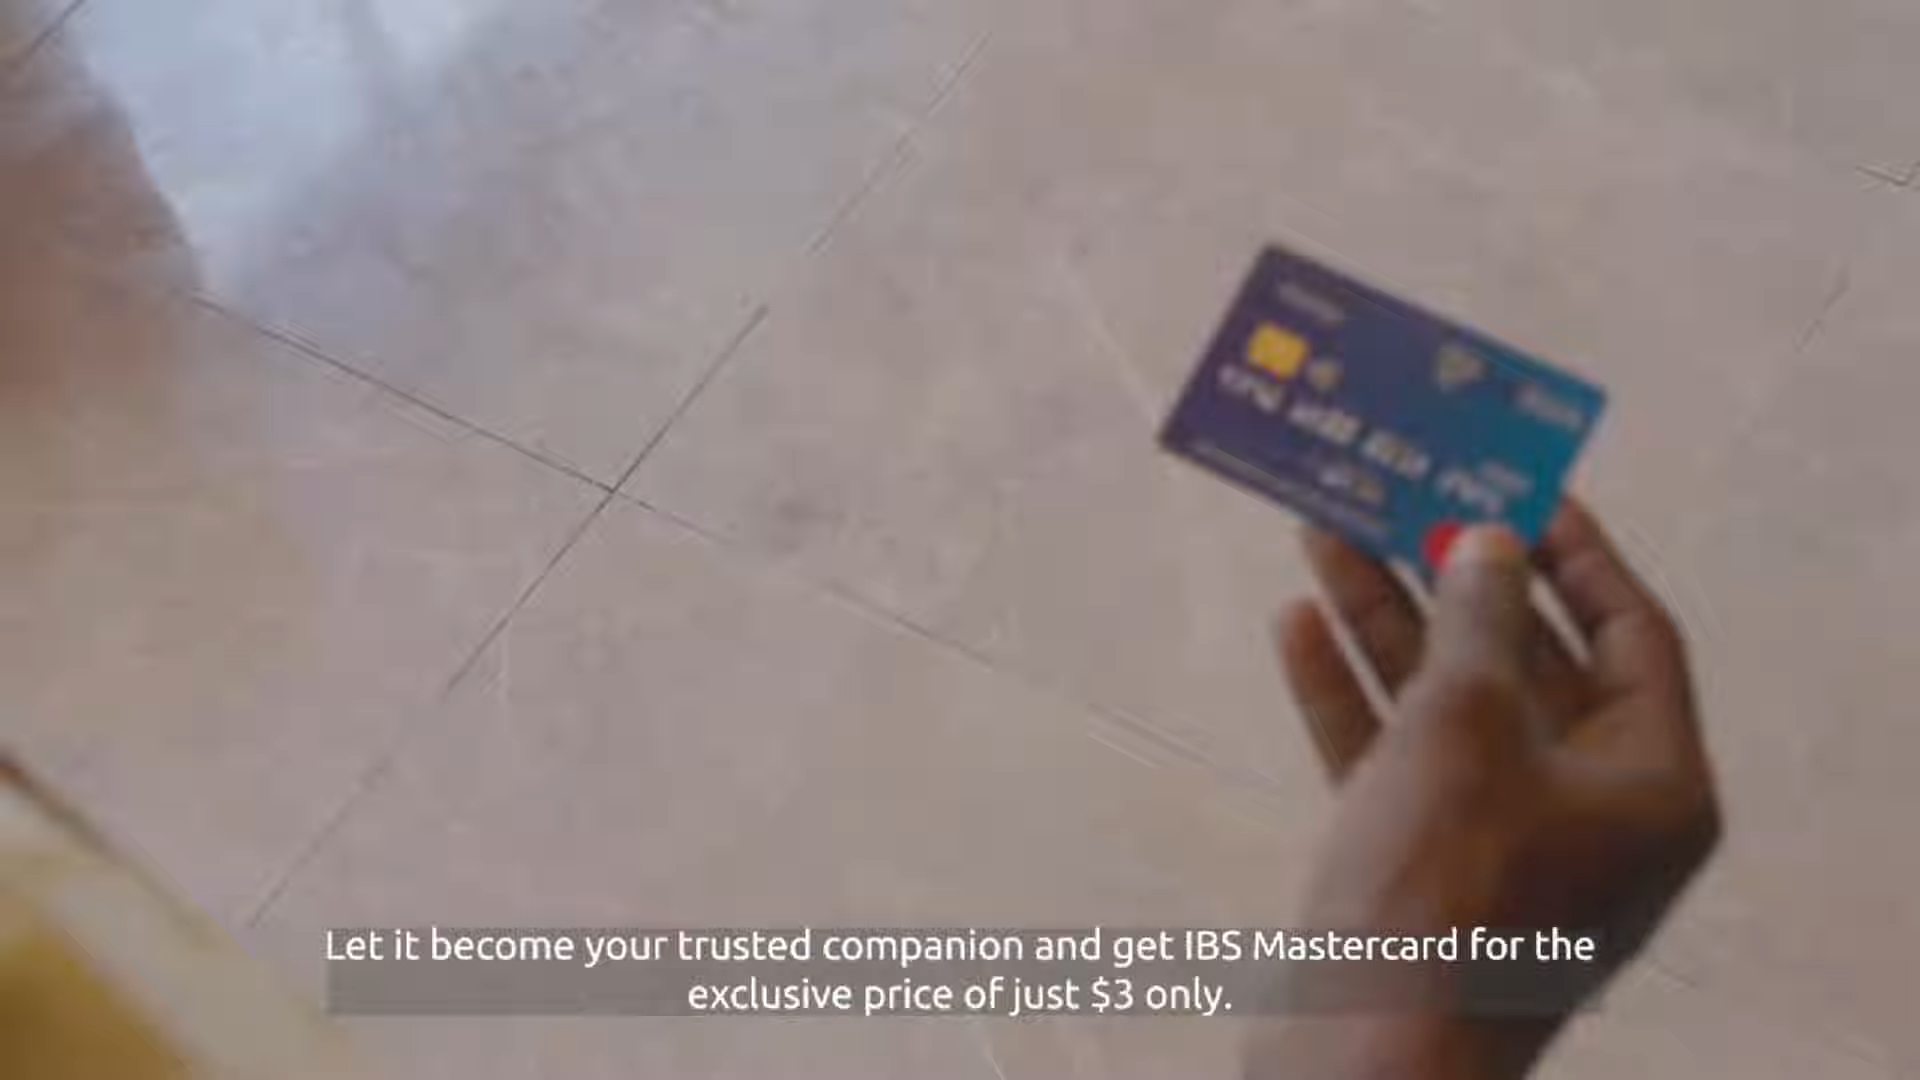 Let it become your trusted companion and get IBS Mastercard for the
exclusive price of just $3 only.